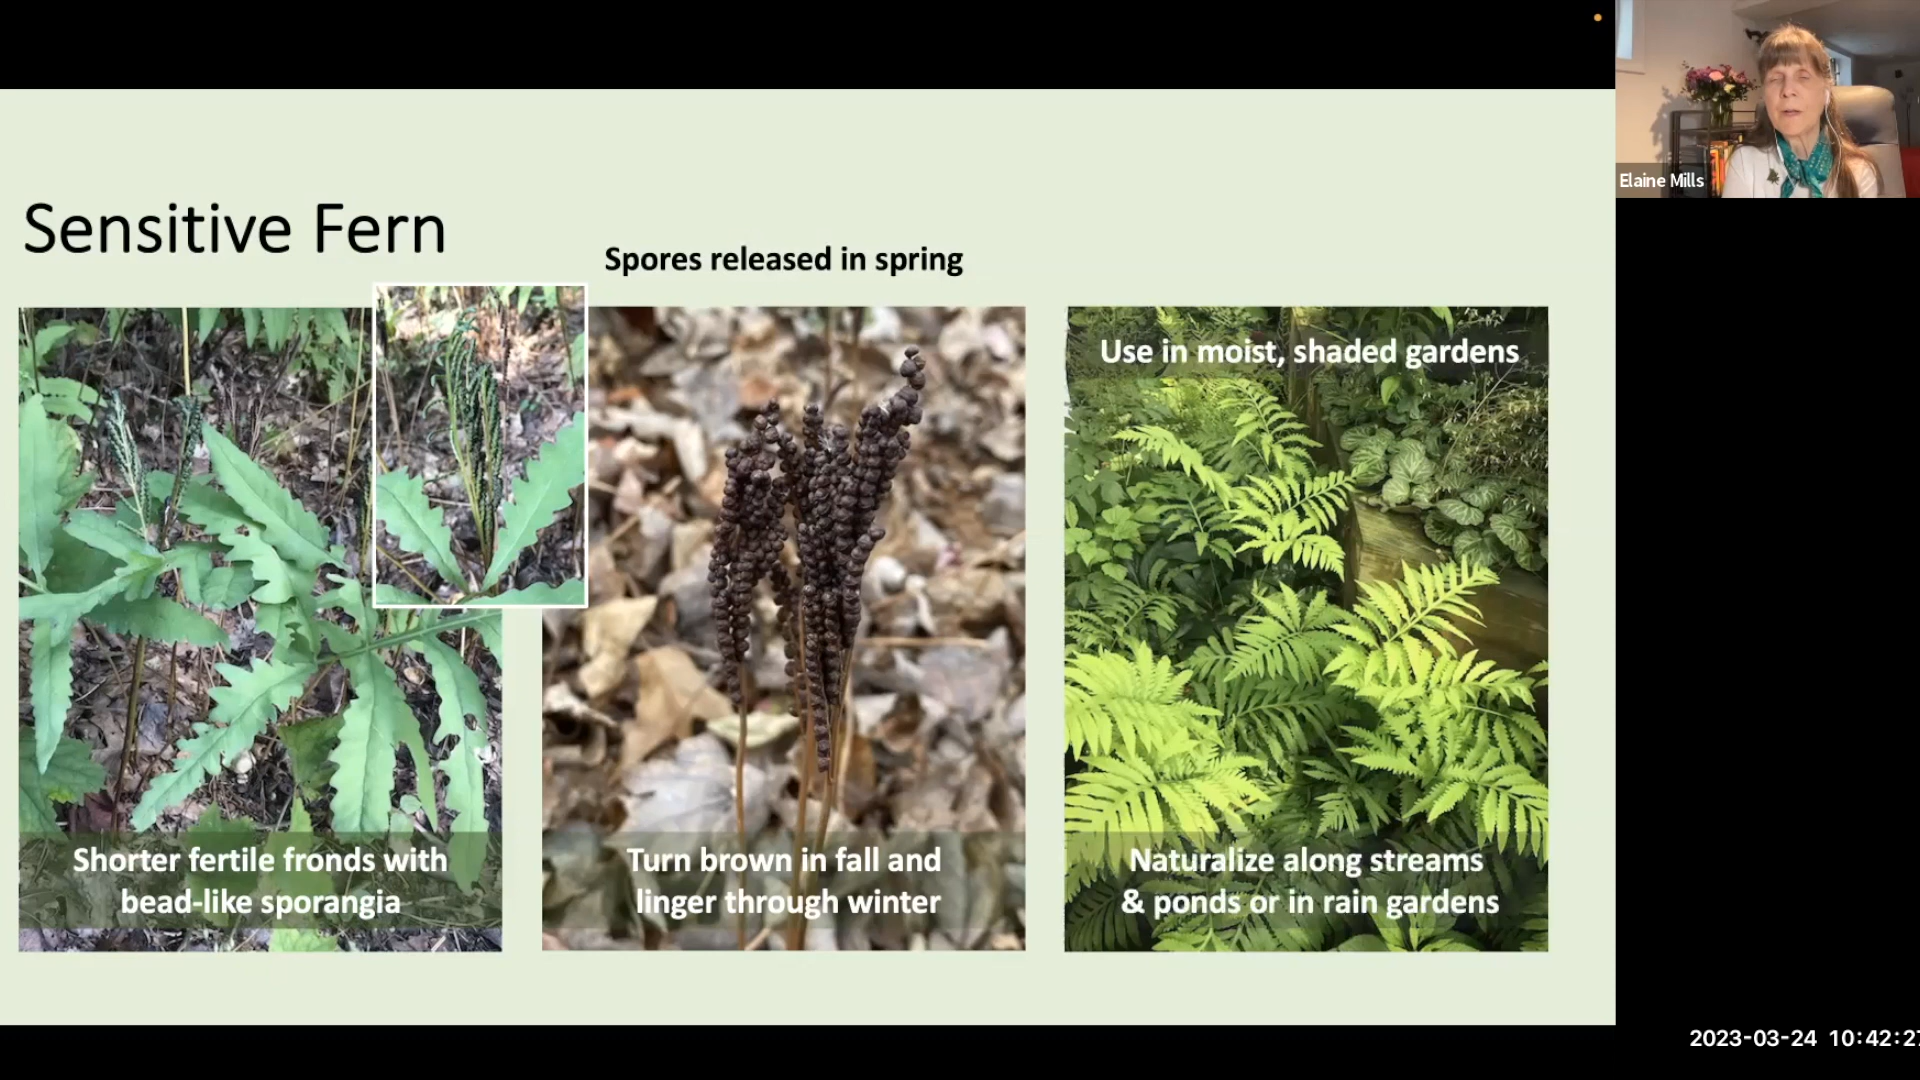 Elaine Mills
Sensitive Fern
Spores released in spring
Shorter fertile fronds with
bead-like sporangia
Turn brown in fall and
linger through winter
Use in moist, shaded gardens
Naturalize along streams
& ponds or in rain gardens
2023-03-24 10:42:27